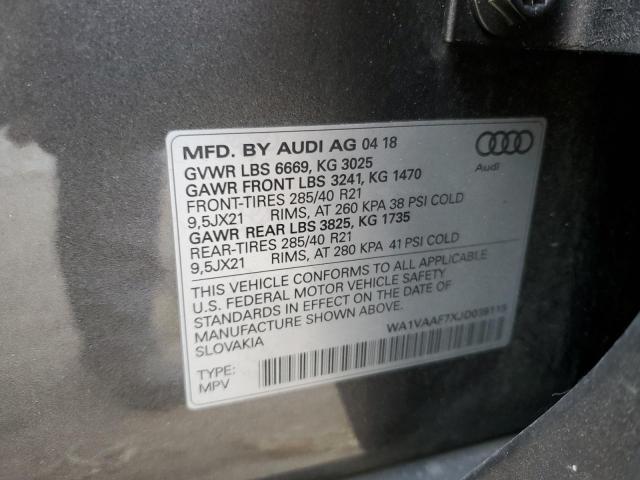 MFD. BY AUDI AG 04 18
GVWR LBS 6669, KG 3025
GAWR FRONT LBS 3241, KG 1470
FRONT-TIRES 285/40 R21
9,5JX21 RIMS, AT 260 KPA 38 PSI COLD
GAWR REAR LBS 3825, KG 1735
REAR-TIRES 285/40 R21
9,5JX21 RIMS, AT 280 KPA 41 PSI COLD
Audi
THIS VEHICLE CONFORMS TO ALL APPLICABLE
U.S. FEDERAL MOTOR VEHICLE SAFETY
STANDARDS IN EFFECT ON THE DATE OF
MANUFACTURE SHOWN ABOVE.
SLOVAKIA
WA1VAAF7XJD039115
TYPE:
MPV